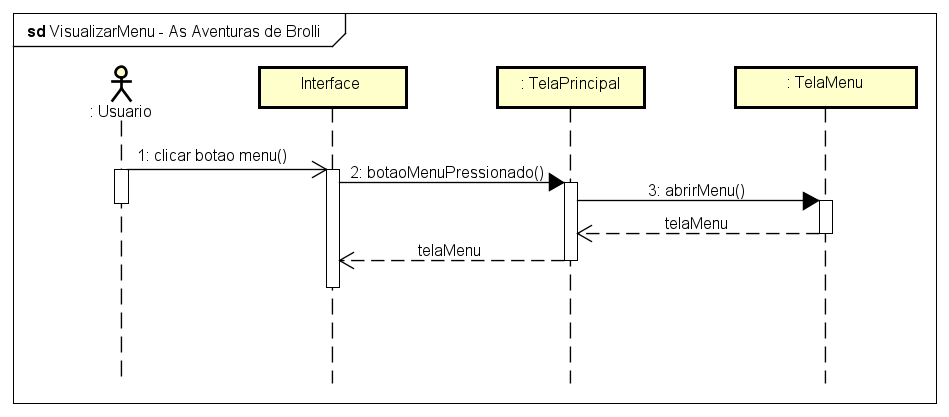 sd VisualizarMenu - As Aventuras de Brolli
: Usuario
Interface
: TelaPrincipal
: TelaMenu
1: clicar botao menu()
2: botaoMenuPressionado()
3: abrirMenu()
telaMenu
telaMenu